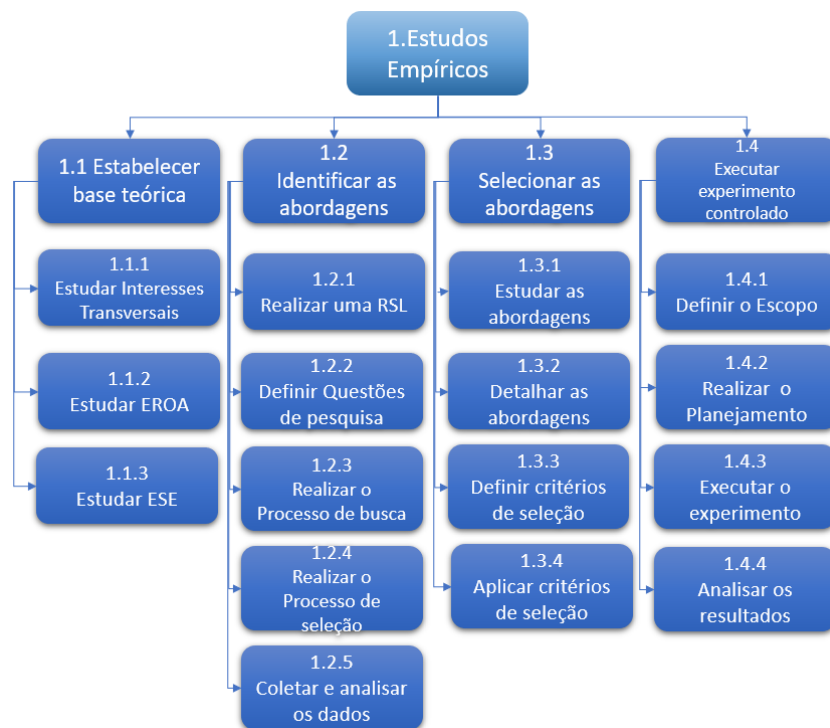 1.Estudos
Empíricos
1.1 Estabelecer
base teórica
1.1.1
Estudar Interesses
Transversais
1.1.2
Estudar EROA
1.1.3
Estudar ESE
1.2
Identificar as
abordagens
1.2.1
Realizar uma RSL
1.2.2
Definir Questões
de pesquisa
1.2.3
Realizar o
Processo de busca
1.2.4
Realizar o
Processo de
seleção
1.2.5
Coletar e analisar
os dados
1.3
Selecionar as
abordagens
1.3.1
Estudar as
abordagens
1.3.2
Detalhar as
abordagens
1.3.3
Definir critérios
de seleção
1.3.4
Aplicar critérios
de seleção
1.4
Executar
experimento
controlado
1.4.1
Definir o Escopo
1.4.2
Realizar o
Planejamento
1.4.3
Executar o
experimento
1.4.4
Analisar os
resultados